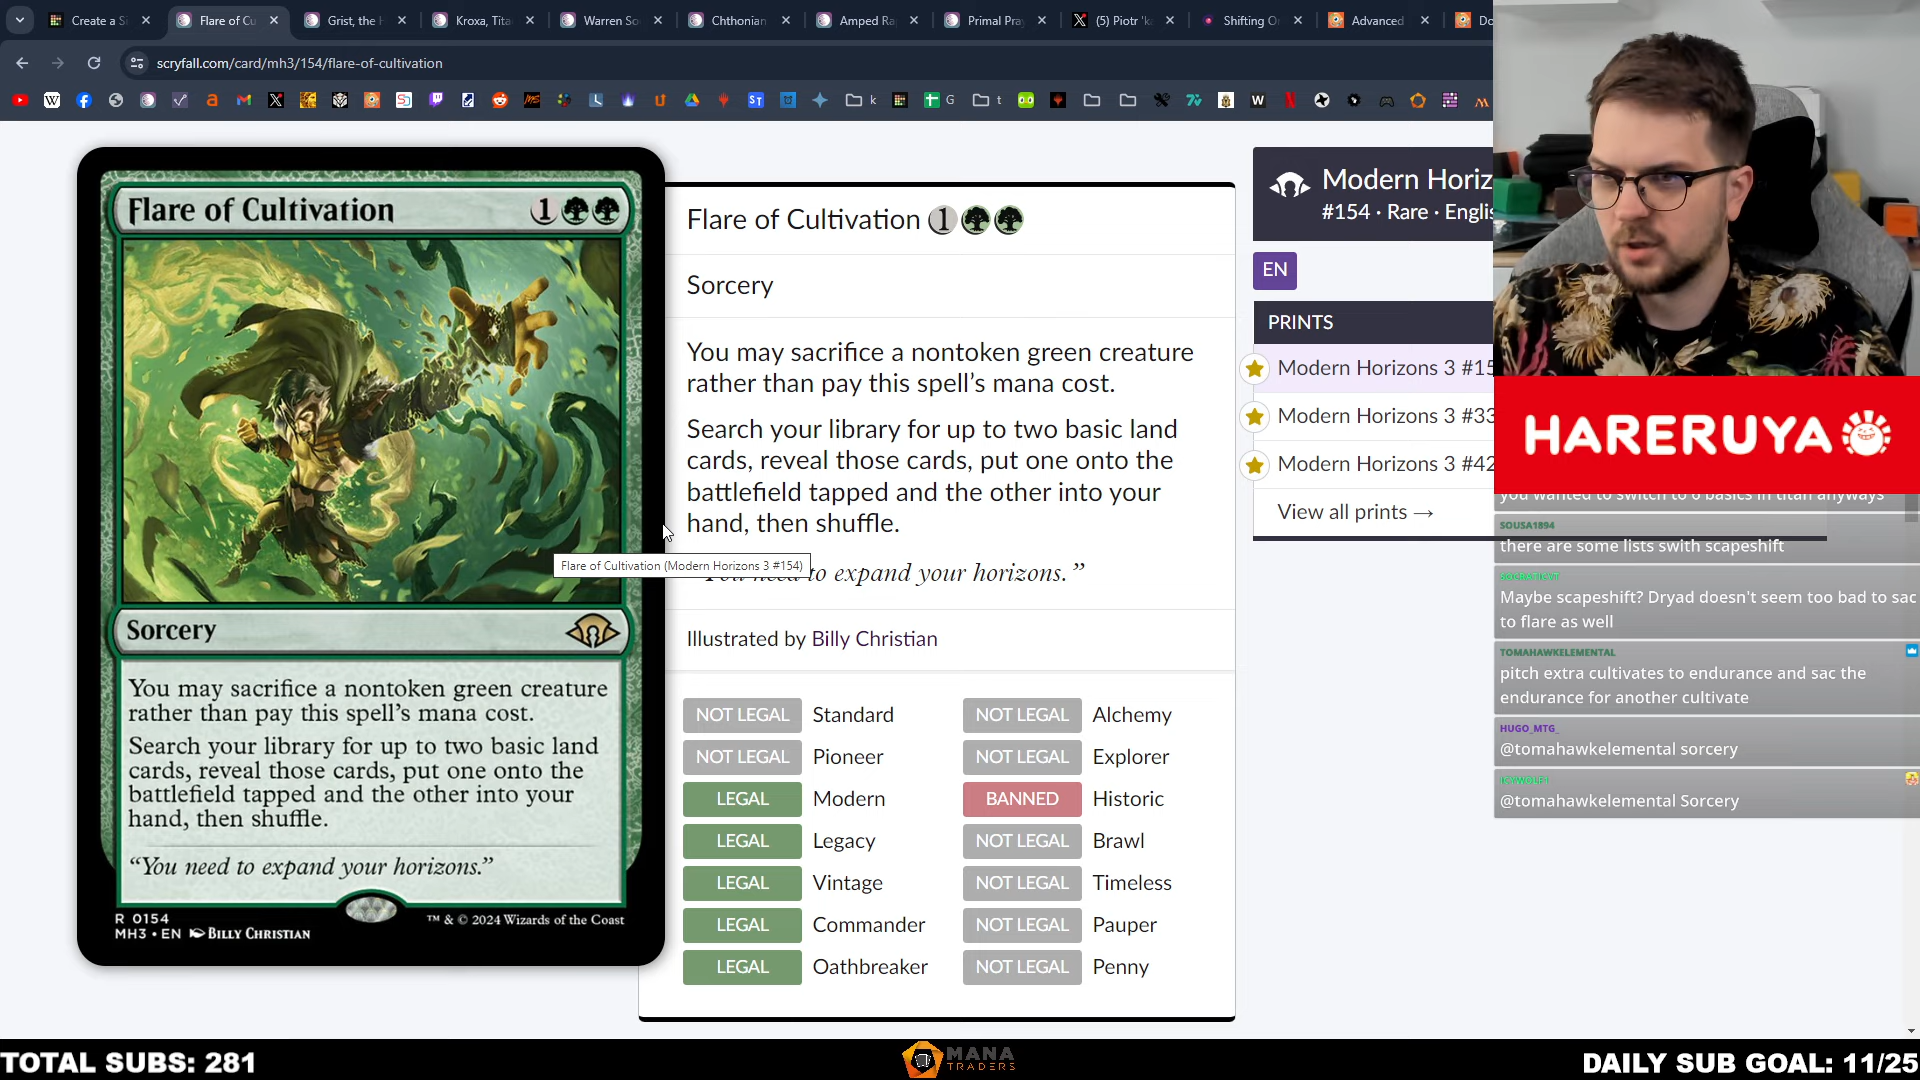 Create a Si
Flare of Cu
Grist, the H
Kroxa, Tita
Warren So
Chthonian
Amped Ra
Primal Pra
(5) Piotr 'k
Shifting O
Advanced
Do
scryfall.com/card/mh3/154/flare-of-cultivation
k
G
t
Flare of Cultivation 1
Sorcery
You may sacrifice a nontoken green creature
rather than pay this spell's mana cost.
Search your library for up to two basic land
cards, reveal those cards, put one onto the
battlefield tapped and the other into your
hand, then shuffle.
“You need to expand your horizons.”
R 0154
MH3 • EN BILLY CHRISTIAN
™ & © 2024 Wizards of the Coast
Flare of Cultivation 1
Sorcery
You may sacrifice a nontoken green creature
rather than pay this spell’s mana cost.
Search your library for up to two basic land
cards, reveal those cards, put one onto the
battlefield tapped and the other into your
hand, then shuffle.
to expand your horizons.”
Flare of Cultivation (Modern Horizons 3 #154)
Illustrated by Billy Christian
NOT LEGAL Standard NOT LEGAL Alchemy
NOT LEGAL Pioneer NOT LEGAL Explorer
LEGAL Modern BANNED Historic
LEGAL Legacy NOT LEGAL Brawl
LEGAL Vintage NOT LEGAL Timeless
LEGAL Commander NOT LEGAL Pauper
LEGAL Oathbreaker NOT LEGAL Penny
Modern Horiz
#154 · Rare · Englis
EN
PRINTS
Modern Horizons 3 #15
Modern Horizons 3 #33
Modern Horizons 3 #42
View all prints →
HARERUYA
you wanted to switch to 6 basics in titan anyways
SOUSA1894
there are some lists swith scapeshift
Maybe scapeshift? Dryad doesn't seem too bad to sac
to flare as well
TOMAHAWKELEMENTAL
pitch extra cultivates to endurance and sac the
endurance for another cultivate
HUGO_MTG_
@tomahawkelemental sorcery
@tomahawkelemental Sorcery
TOTAL SUBS: 281
MANA
TRADERS
DAILY SUB GOAL: 11/25